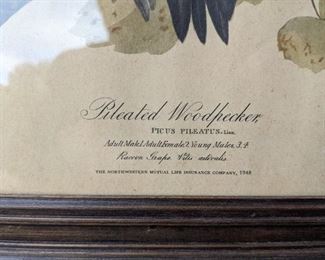 Pileated Woodpecker,
PICUS PILEATUS. Linn.
Adult Male 1. Adult Female 2. Young Males, 3. 4.
Racoon Grape. Vitis æstivalis.
THE NORTHWESTERN MUTUAL LIFE INSURANCE COMPANY, 1948